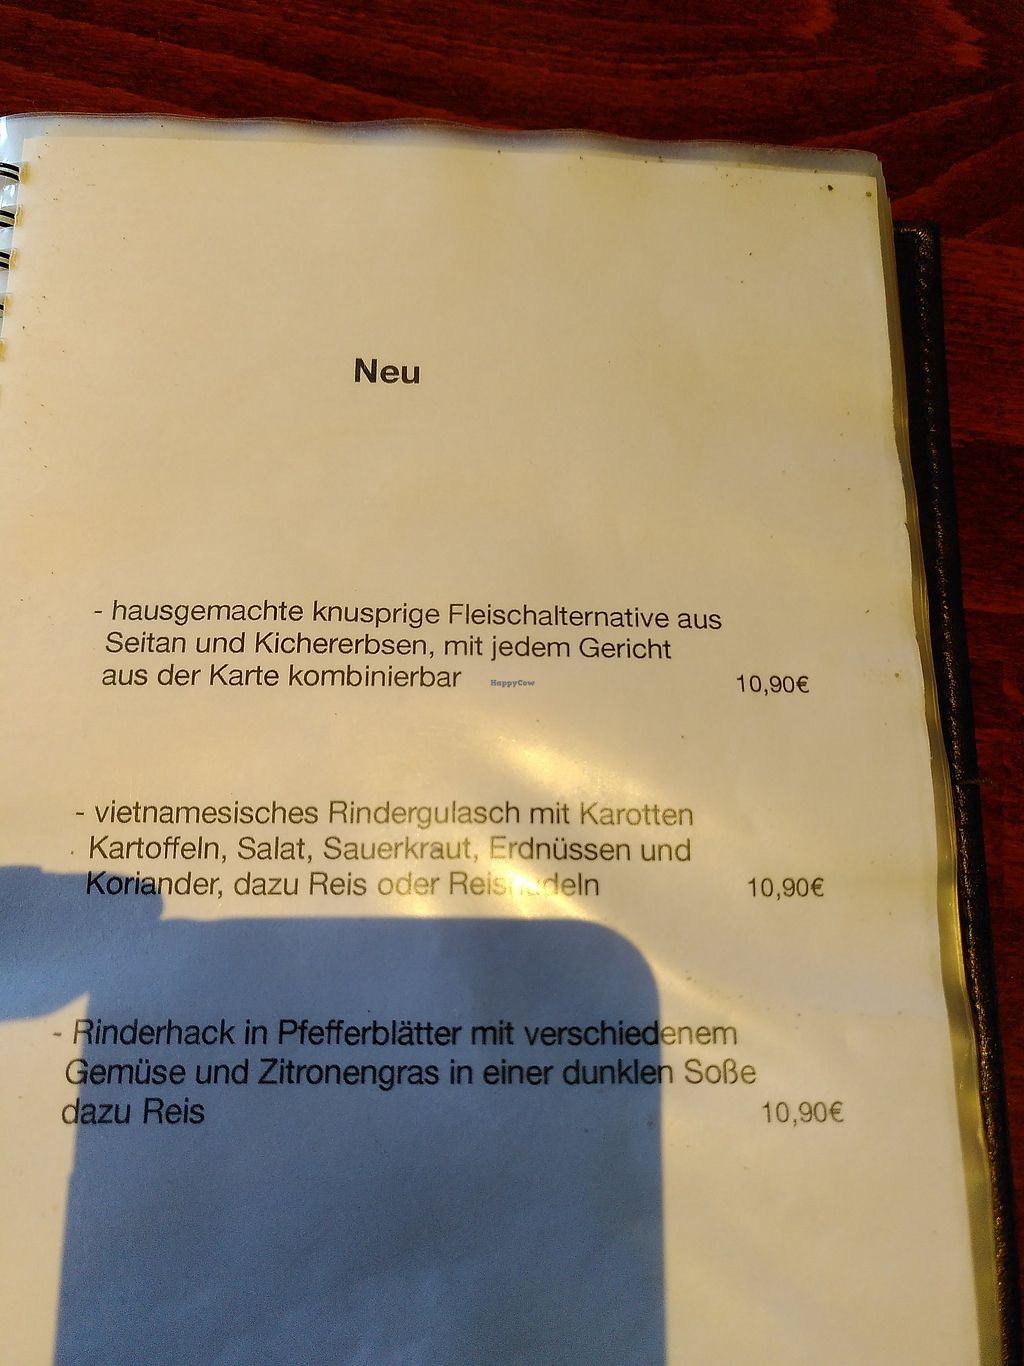 Neu
- hausgemachte knusprige Fleischalternative aus
Seitan und Kichererbsen, mit jedem Gericht
aus der Karte kombinierbar
HappyCow
10,90€
- vietnamesisches Rindergulasch mit Karotten
Kartoffeln, Salat, Sauerkraut, Erdnüssen und
Koriander, dazu Reis oder Reisnudeln
10,90€
- Rinderhack in Pfefferblätter mit verschiedenem
Gemüse und Zitronengras in einer dunklen Soße
dazu Reis
10,90€